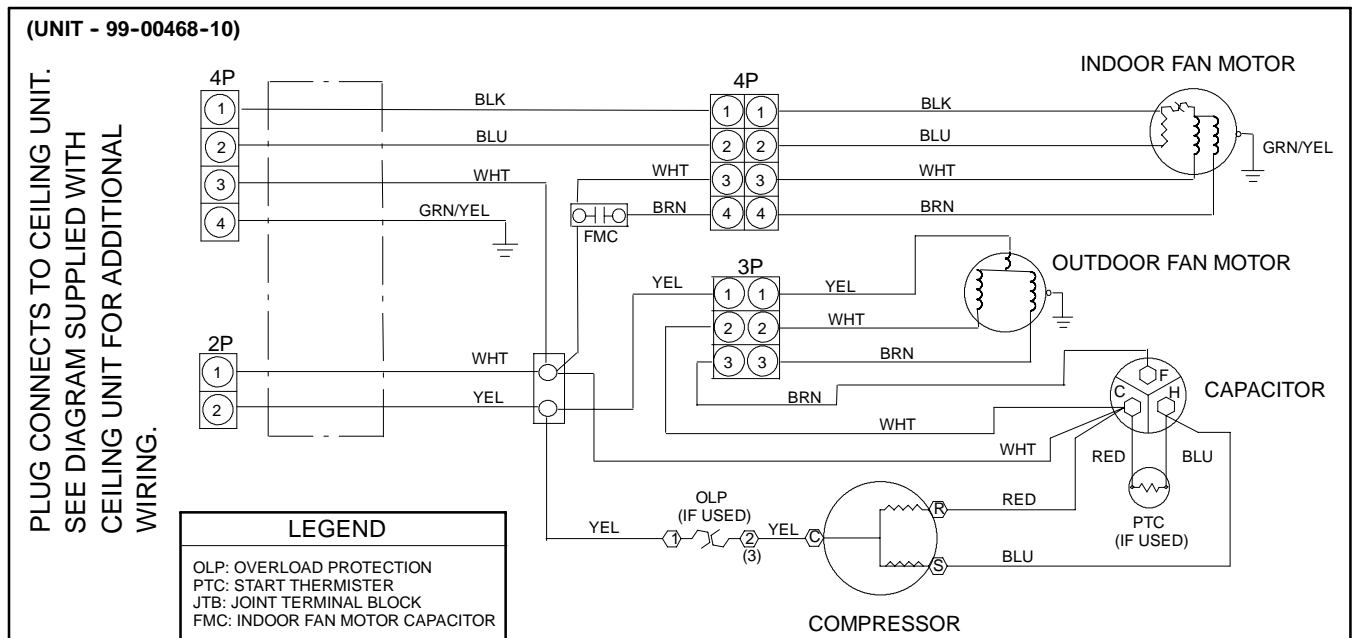 (UNIT - 99-00468-10)
PLUG CONNECTS TO CEILING UNIT.
SEE DIAGRAM SUPPLIED WITH
CEILING UNIT FOR ADDITIONAL
WIRING.
4P
1
2
3
4
BLK
BLU
WHT
GRN/YEL
2P
1
2
WHT
YEL
4P
1 1
2 2
3 3
4 4
WHT
BRN
FMC
BLK
BLU
WHT
BRN
INDOOR FAN MOTOR
GRN/YEL
3P
1 1
2 2
3 3
YEL
YEL
WHT
BRN
OUTDOOR FAN MOTOR
BRN
WHT
WHT
F
C
H
CAPACITOR
RED
BLU
PTC
(IF USED)
YEL
OLP
(IF USED)
1
2
(3)
YEL
C
R
S
RED
BLU
COMPRESSOR
LEGEND
OLP: OVERLOAD PROTECTION
PTC: START THERMISTER
JTB: JOINT TERMINAL BLOCK
FMC: INDOOR FAN MOTOR CAPACITOR